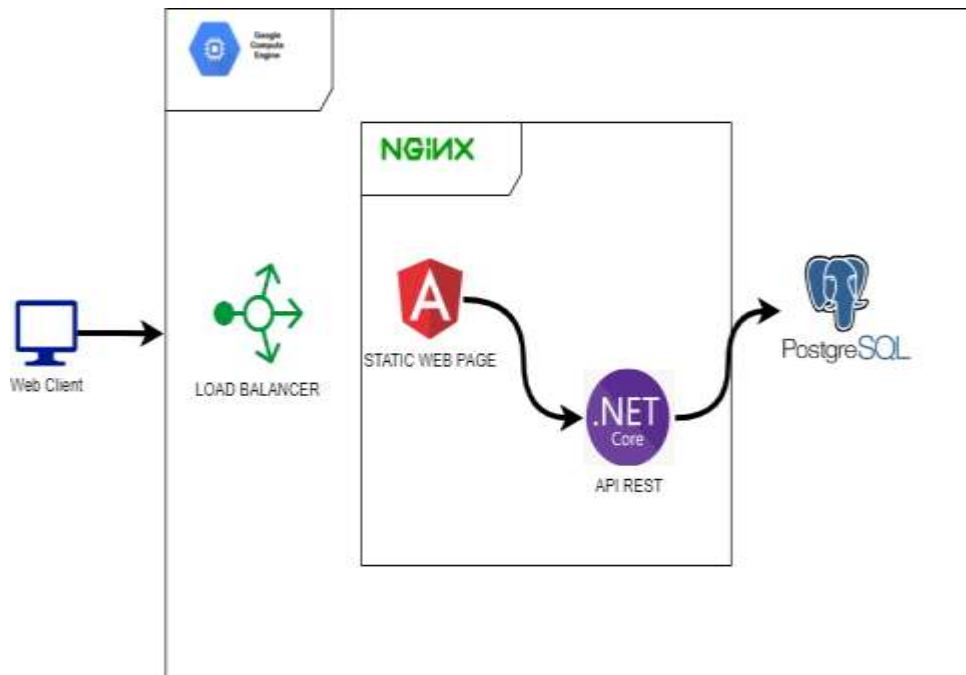 Google
Compute
Engine
NGiNX
Web Client
LOAD BALANCER
A
STATIC WEB PAGE
.NET
Core
API REST
PostgreSQL